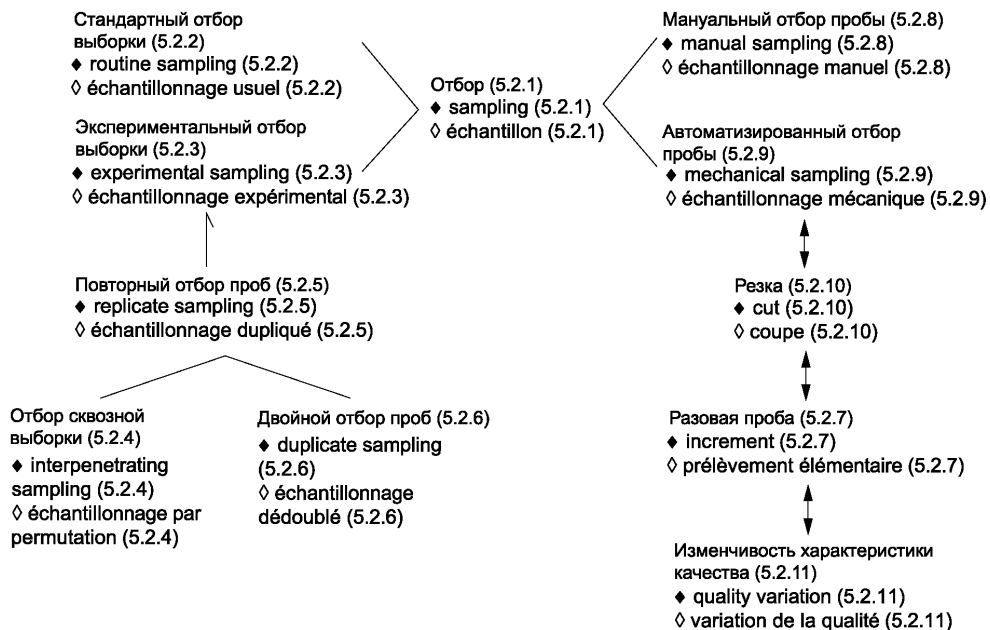 Стандартный отбор
выборки (5.2.2)
♦ routine sampling (5.2.2)
◊ échantillonnage usuel (5.2.2)
Экспериментальный отбор
выборки (5.2.3)
♦ experimental sampling (5.2.3)
◊ échantillonnage expérimental (5.2.3)
Отбор (5.2.1)
♦ sampling (5.2.1)
◊ échantillon (5.2.1)
Мануальный отбор пробы (5.2.8)
♦ manual sampling (5.2.8)
◊ échantillonnage manuel (5.2.8)
Автоматизированный отбор
пробы (5.2.9)
♦ mechanical sampling (5.2.9)
◊ échantillonnage mécanique (5.2.9)
Повторный отбор проб (5.2.5)
♦ replicate sampling (5.2.5)
◊ échantillonnage dupliqué (5.2.5)
Отбор сквозной
выборки (5.2.4)
♦ interpenetrating
sampling (5.2.4)
◊ échantillonnage par
permutation (5.2.4)
Двойной отбор проб (5.2.6)
♦ duplicate sampling
(5.2.6)
◊ échantillonnage
dédoublé (5.2.6)
Резка (5.2.10)
♦ cut (5.2.10)
◊ coupe (5.2.10)
Разовая проба (5.2.7)
♦ increment (5.2.7)
◊ prélèvement élémentaire (5.2.7)
Изменчивость характеристики
качества (5.2.11)
♦ quality variation (5.2.11)
◊ variation de la qualité (5.2.11)